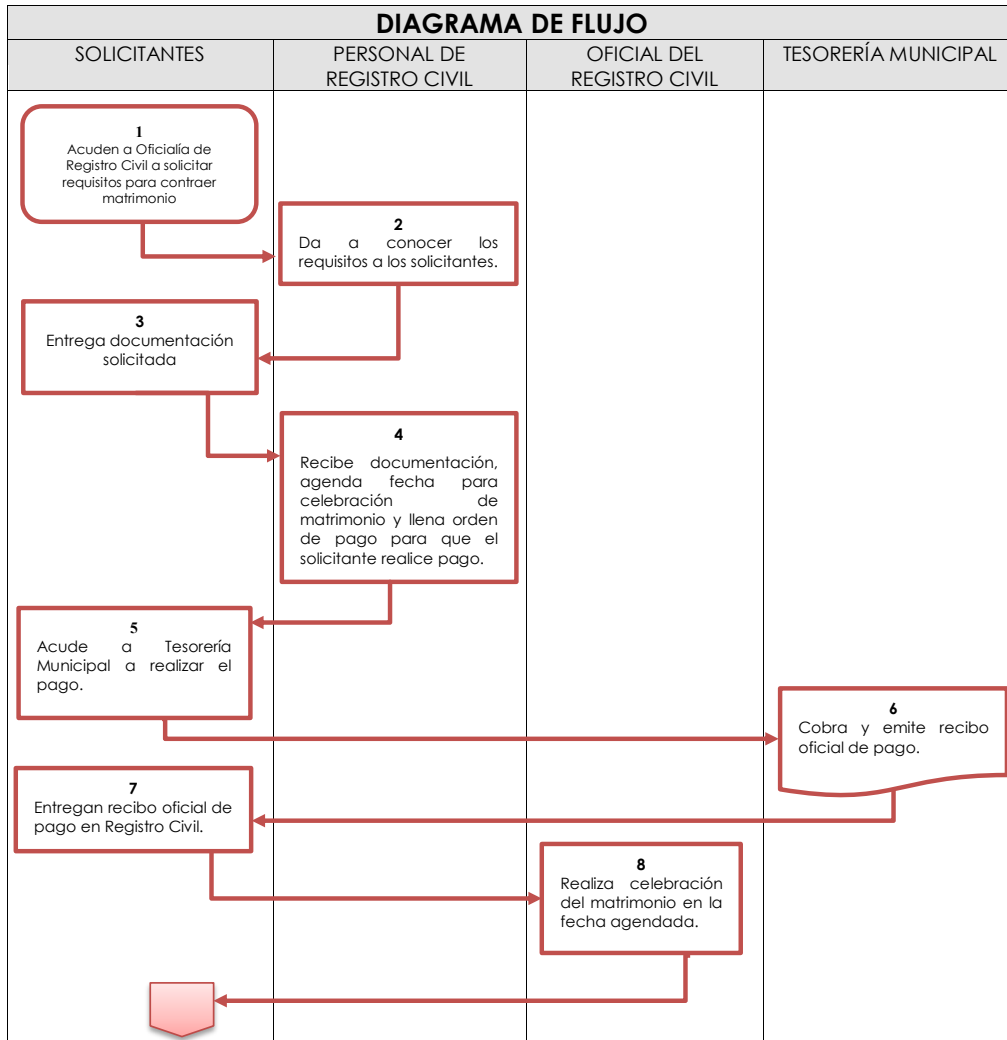 DIAGRAMA DE FLUJO
SOLICITANTES
PERSONAL DE
REGISTRO CIVIL
OFICIAL DEL
REGISTRO CIVIL
TESORERÍA MUNICIPAL
1
Acuden a Oficialía de
Registro Civil a solicitar
requisitos para contraer
matrimonio
2
Da a conocer los
requisitos a los solicitantes.
3
Entrega documentación
solicitada
4
Recibe documentación,
agenda fecha para
celebración de
matrimonio y llena orden
de pago para que el
solicitante realice pago.
5
Acude a Tesorería
Municipal a realizar el
pago.
6
Cobra y emite recibo
oficial de pago.
7
Entregan recibo oficial de
pago en Registro Civil.
8
Realiza celebración
del matrimonio en la
fecha agendada.